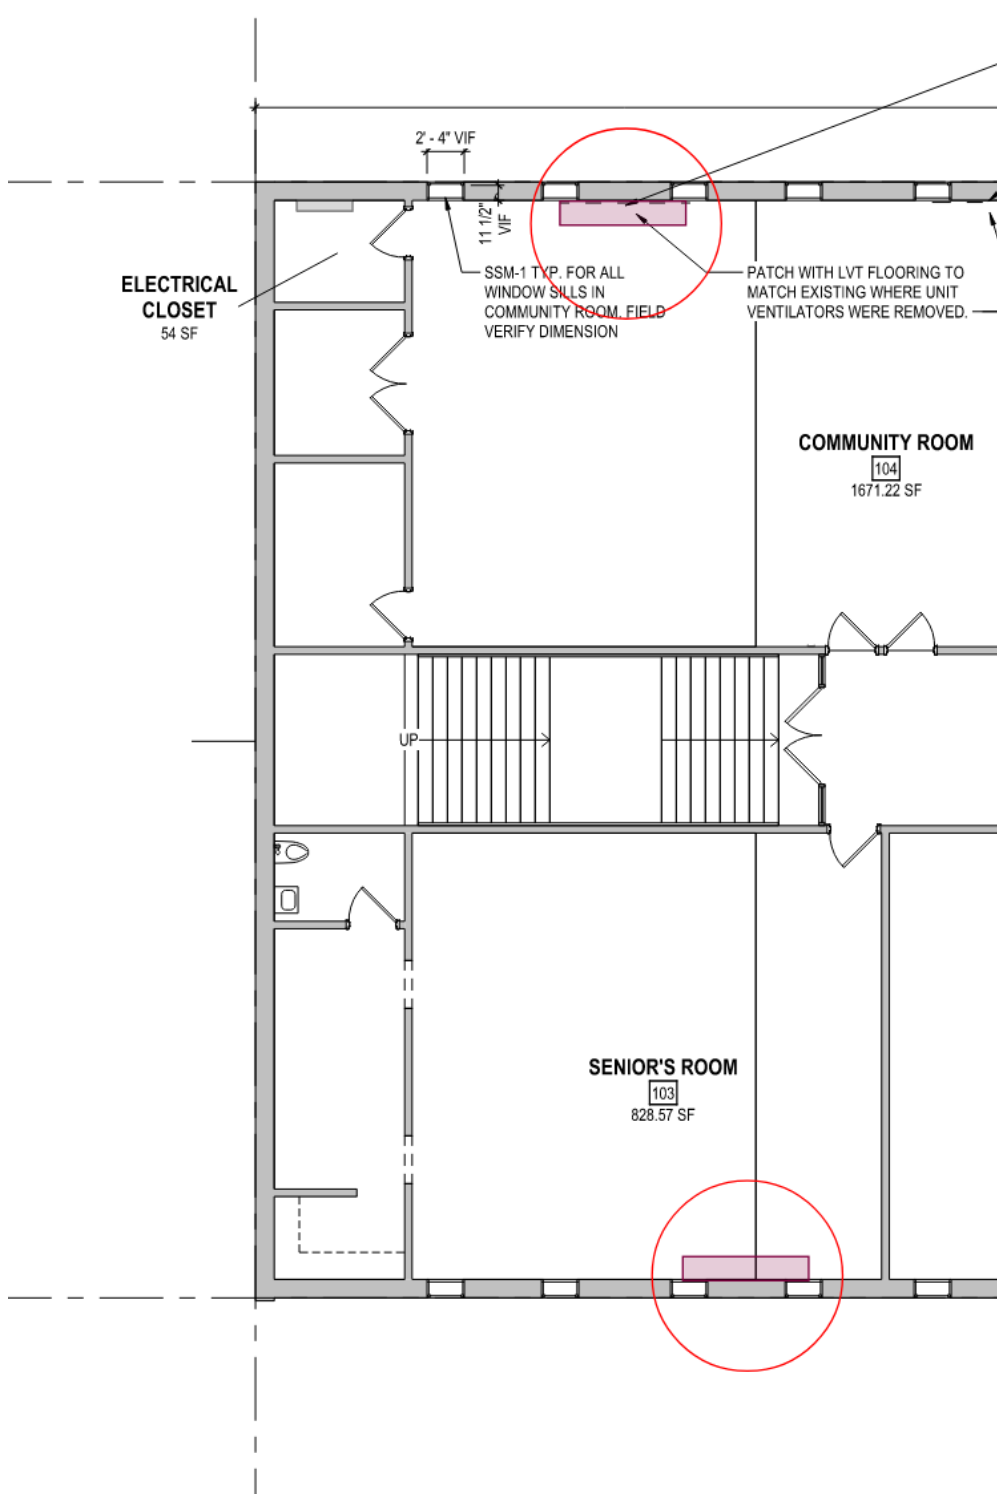 2' - 4" VIF
11 1/2"
VIF
ELECTRICAL
CLOSET
54 SF
SSM-1 TYP. FOR ALL
WINDOW SILLS IN
COMMUNITY ROOM. FIELD
VERIFY DIMENSION
PATCH WITH LVT FLOORING TO
MATCH EXISTING WHERE UNIT
VENTILATORS WERE REMOVED.
COMMUNITY ROOM
104
1671.22 SF
UP
SENIOR'S ROOM
103
828.57 SF